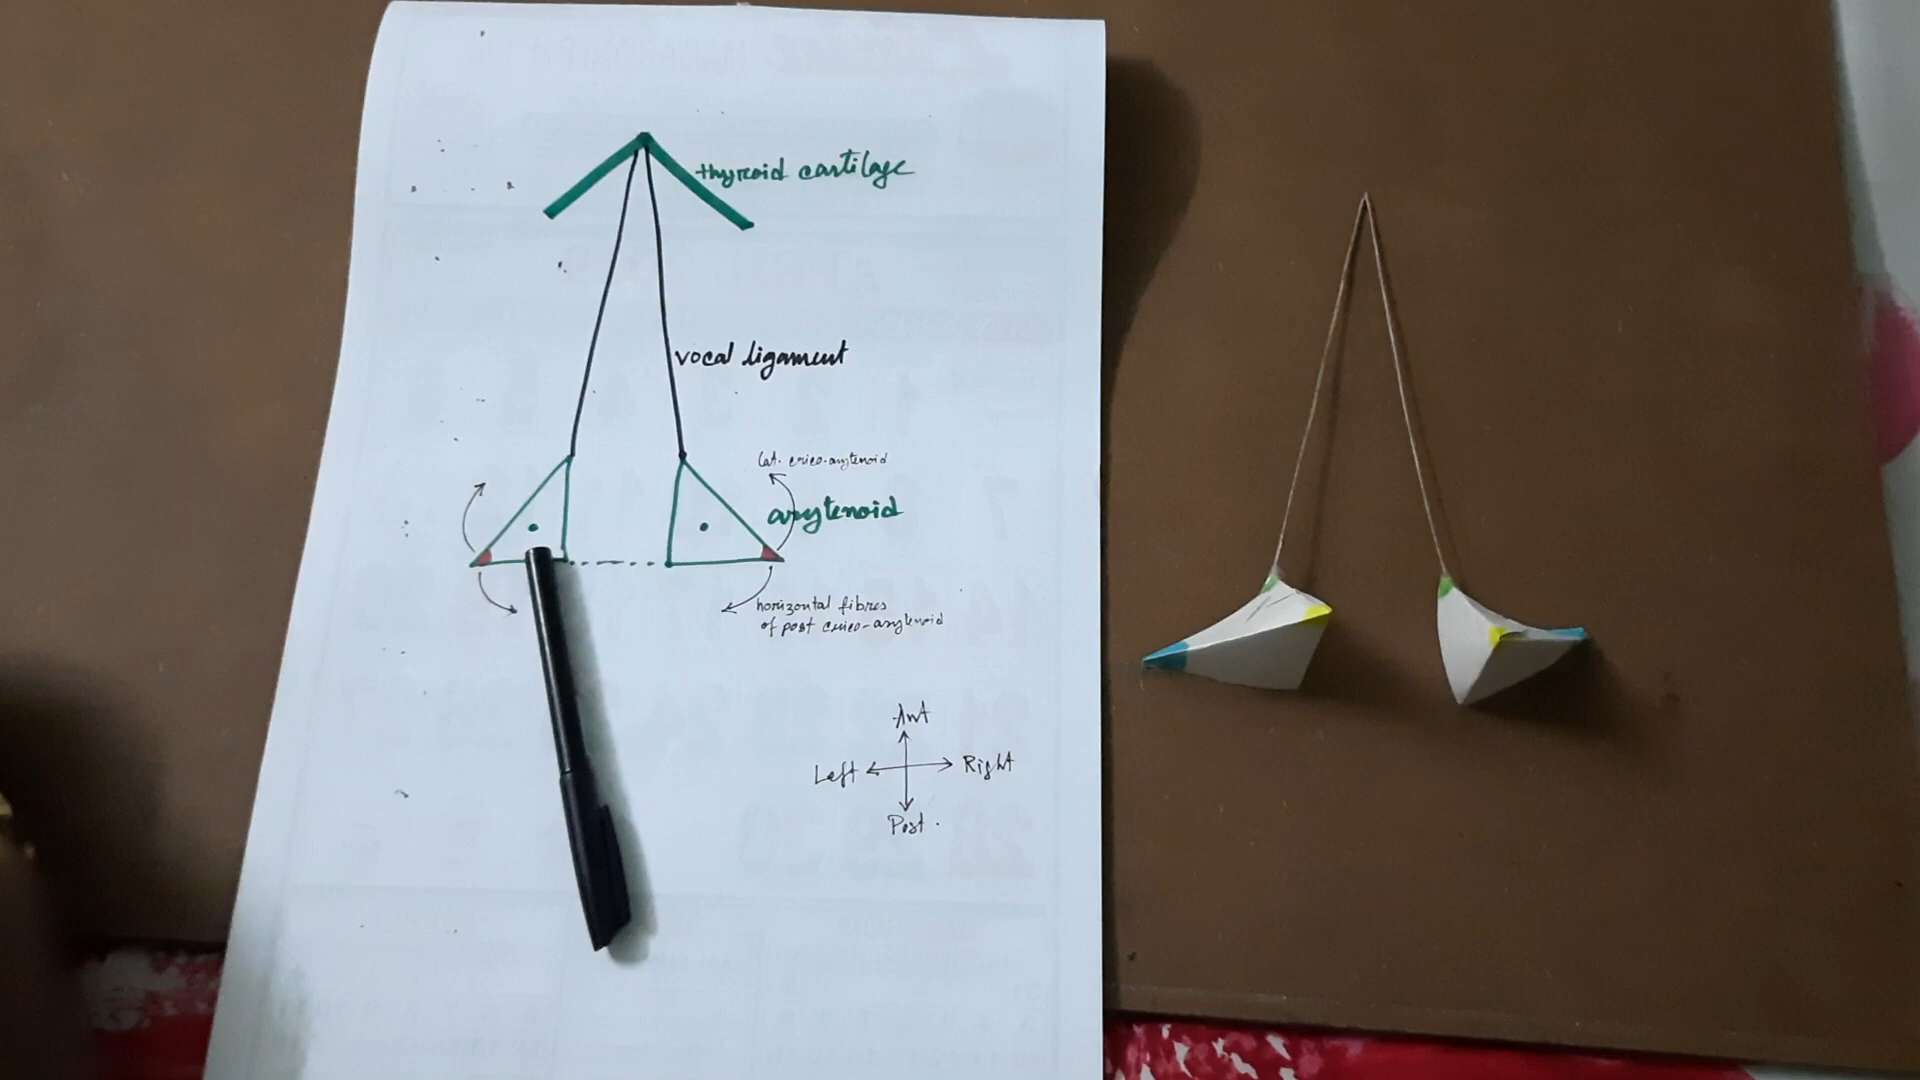 thyroid cartilage
vocal ligament
Lat. crico-arytenoid
arytenoid
horizontal fibres
of post crico-arytenoid
Ant
Left
Right
Post.